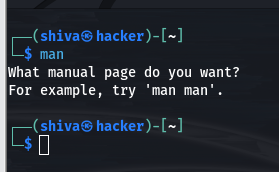 ┌──(shiva㉿hacker)-[~]
└─$ man
What manual page do you want?
For example, try 'man man'.
┌──(shiva㉿hacker)-[~]
└─$